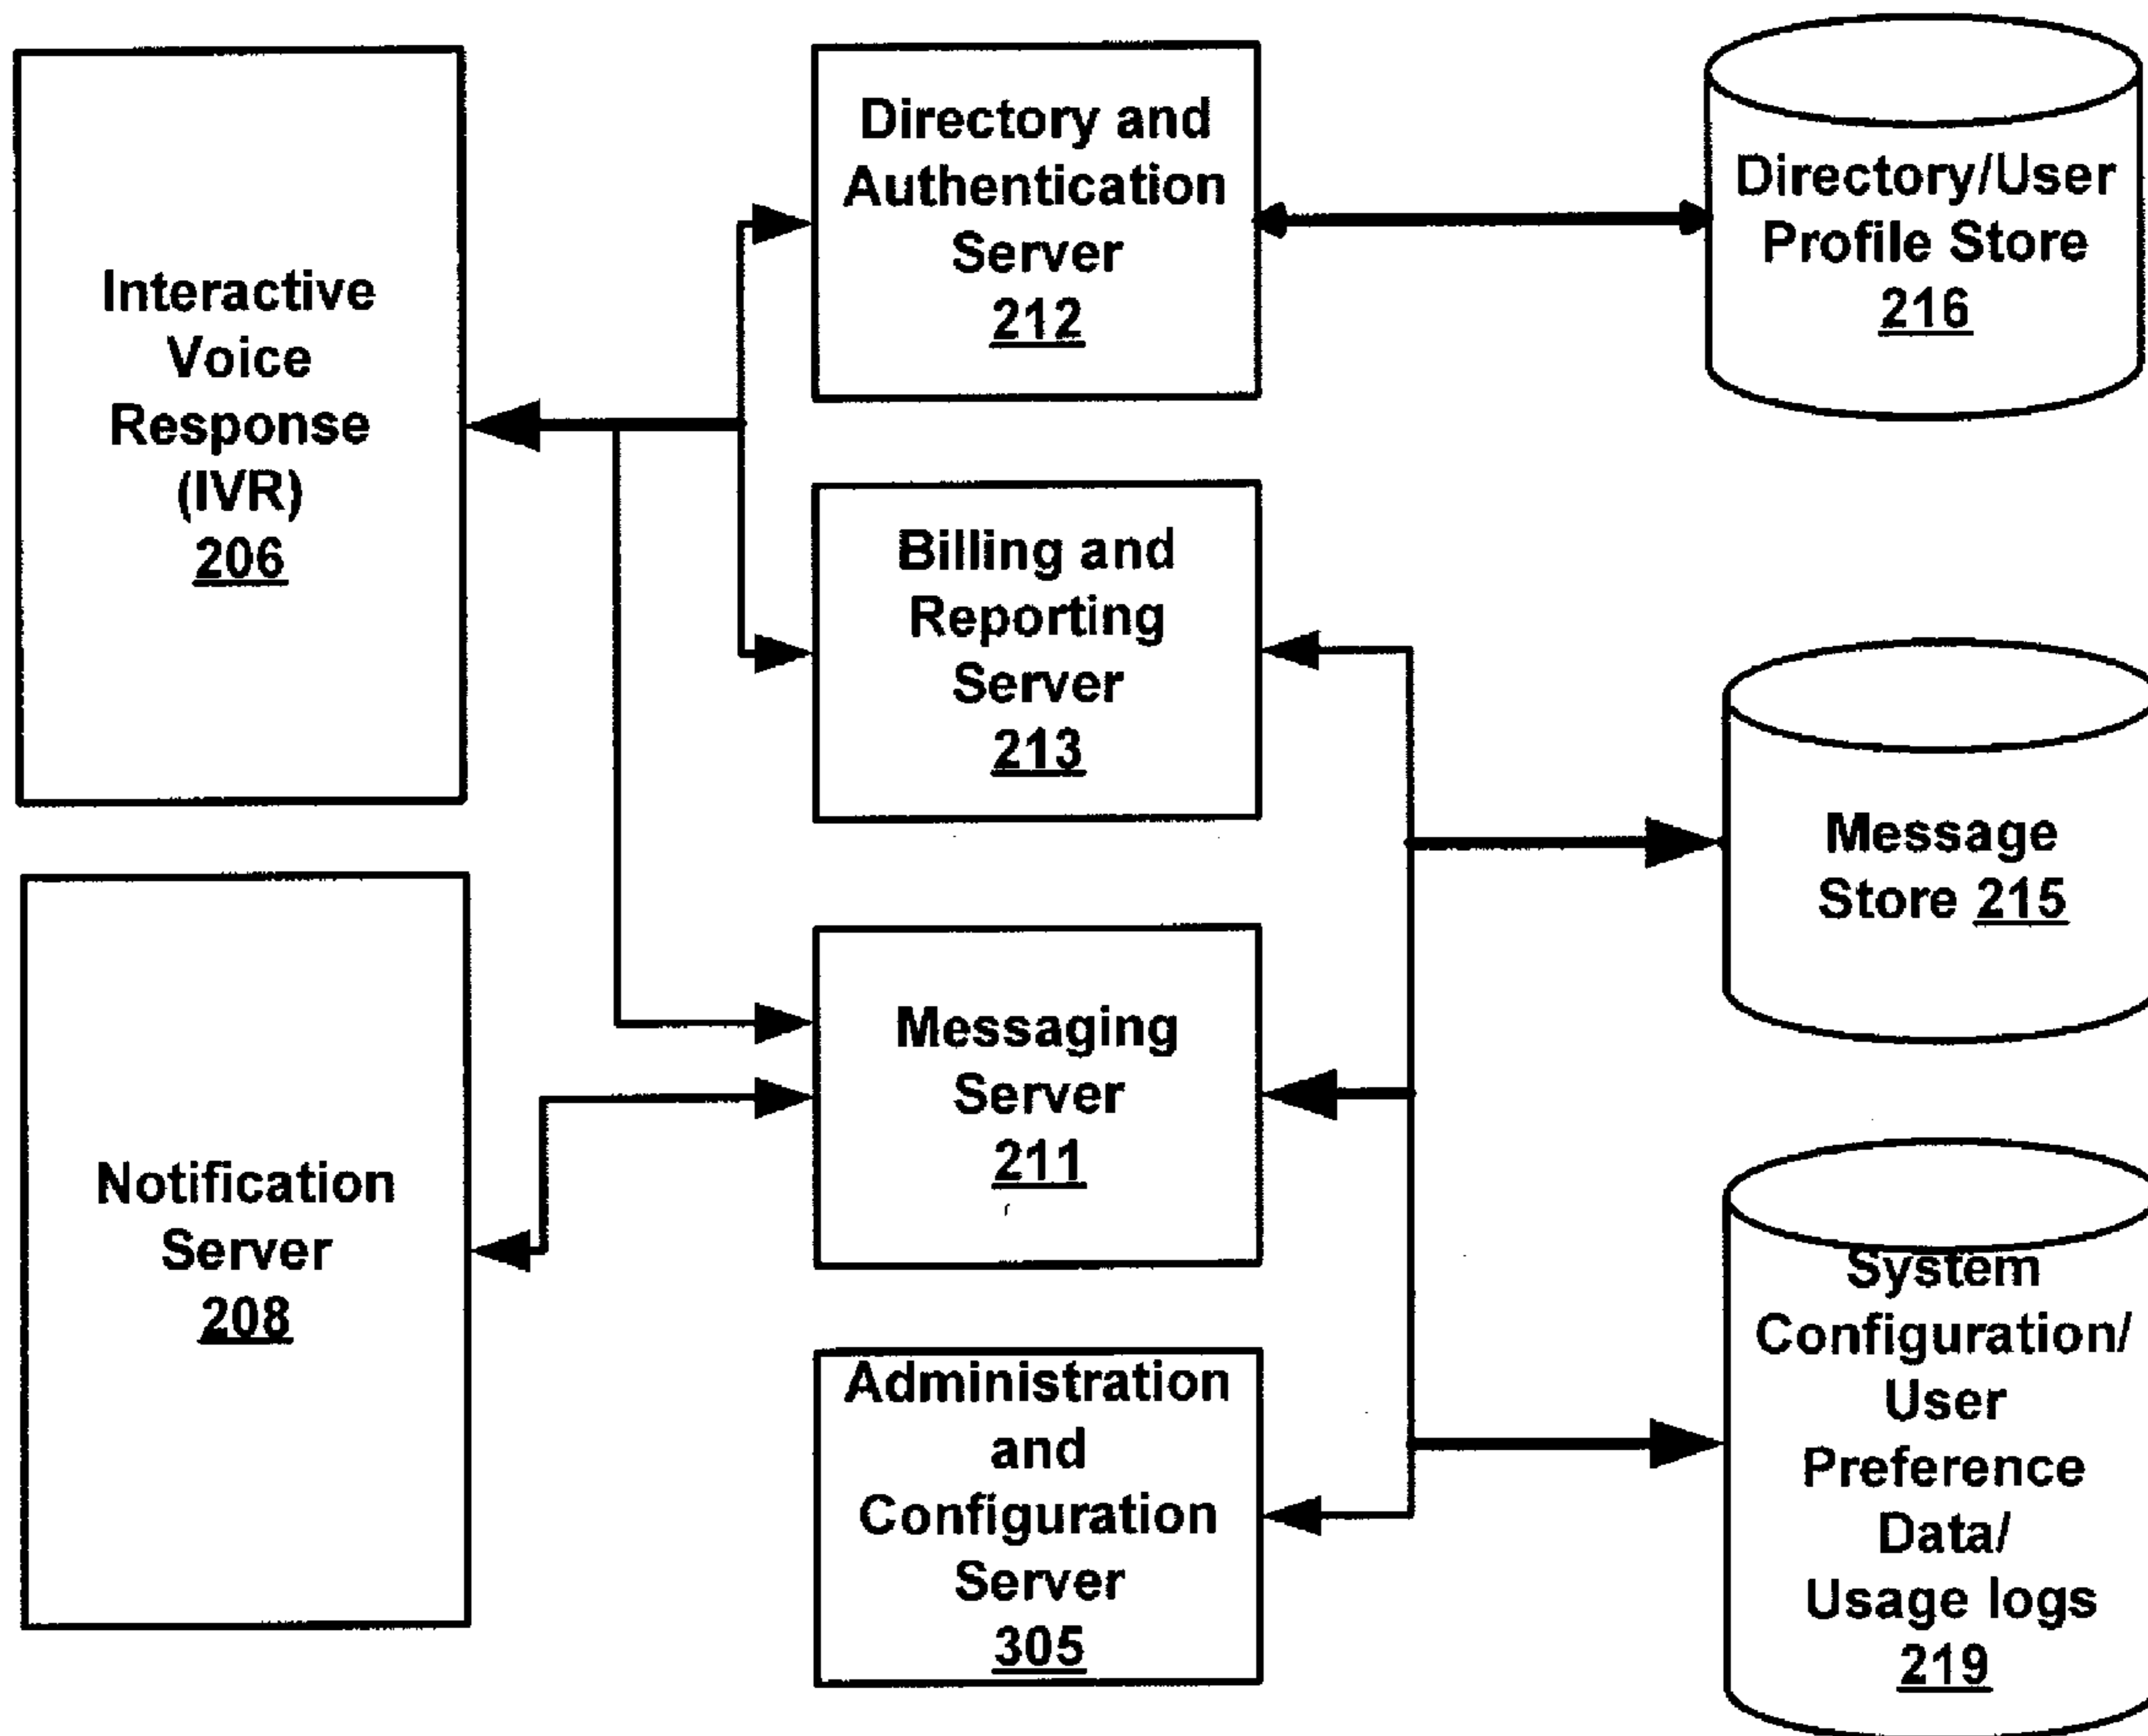 Interactive
Voice
Response
(IVR)
206
Notification
Server
208
Directory and
Authentication
Server
212
Billing and
Reporting
Server
213
Messaging
Server
211
Administration
and
Configuration
Server
305
Directory/User
Profile Store
216
Message
Store 215
System
Configuration/
User
Preference
Data/
Usage logs
219